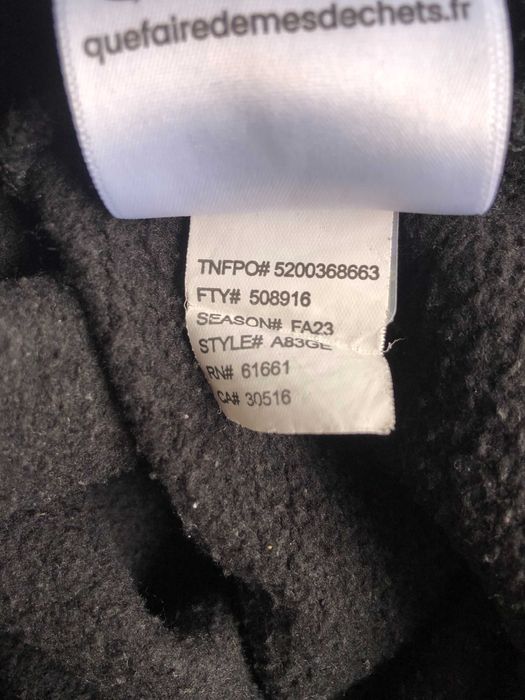 quefairedemesdechets.fr
TNFPO# 5200368663
FTY# 508916
SEASON# FA23
STYLE# A83GE
RN# 61661
CA# 30516